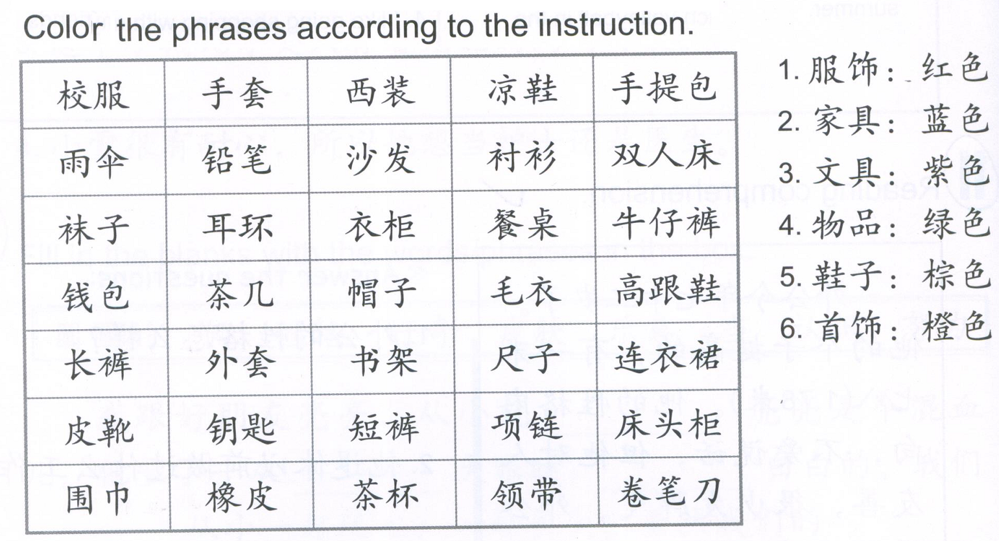 Color the phrases according to the instruction.
校服 手套 西装 凉鞋 手提包
雨伞 铅笔 沙发 衬衫 双人床
袜子 耳环 衣柜 餐桌 牛仔裤
钱包 茶几 帽子 毛衣 高跟鞋
长裤 外套 书架 尺子 连衣裙
皮靴 钥匙 短裤 项链 床头柜
围巾 橡皮 茶杯 领带 卷笔刀
1. 服饰： 红色
2. 家具： 蓝色
3. 文具： 紫色
4. 物品： 绿色
5. 鞋子： 棕色
6. 首饰： 橙色